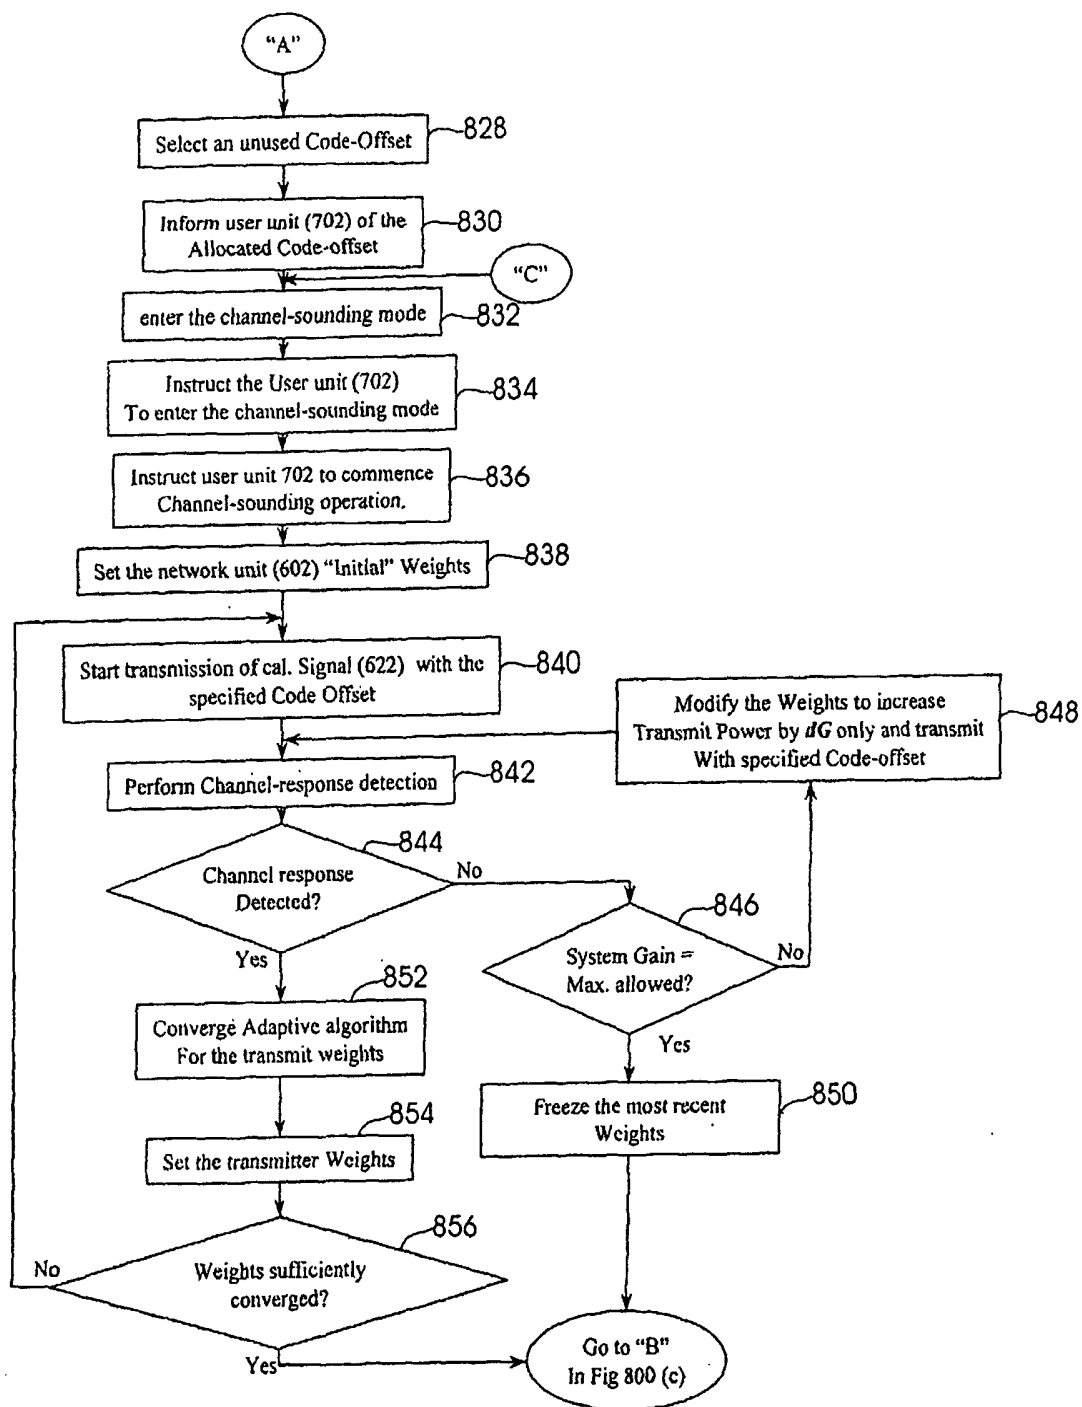 “A”
Select an unused Code-Offset
828
Inform user unit (702) of the
Allocated Code-offset
830
“C”
enter the channel-sounding mode
832
Instruct the User unit (702)
To enter the channel-sounding mode
834
Instruct user unit 702 to commence
Channel-sounding operation.
836
Set the network unit (602) “Initial” Weights
838
Start transmission of cal. Signal (622) with the
specified Code Offset
840
Modify the Weights to increase
Transmit Power by dG only and transmit
With specified Code-offset
848
Perform Channel-response detection
842
Channel response
Detected?
844
No
Yes
System Gain =
Max. allowed?
846
No
Yes
Converge Adaptive algorithm
For the transmit weights
852
Freeze the most recent
Weights
850
Set the transmitter Weights
854
Weights sufficiently
converged?
856
No
Yes
Go to “B”
In Fig 800 (c)